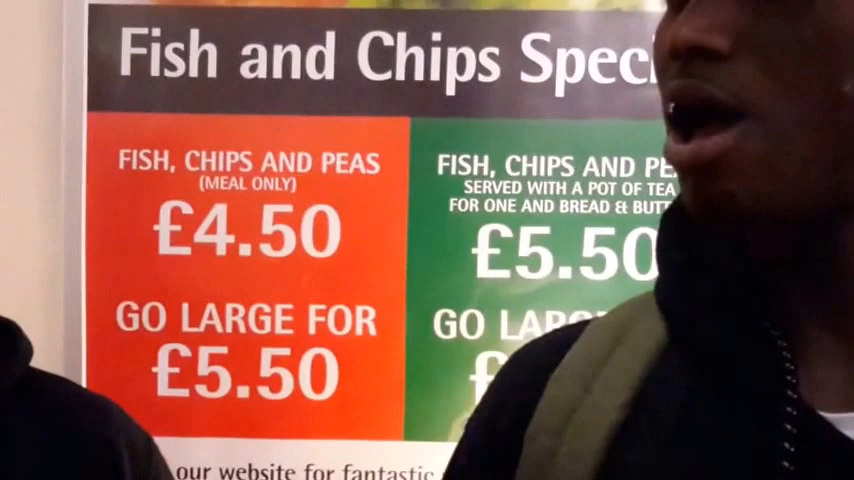 Fish and Chips
FISH, CHIPS AND PEAS
(MEAL ONLY)
£4.50
GO LARGE FOR
£5.50
FISH, CHIPS AND
SERVED WITH A POT OF TEA
FOR ONE AND BREAD &
£5.50
GO
£
our website for fantastic